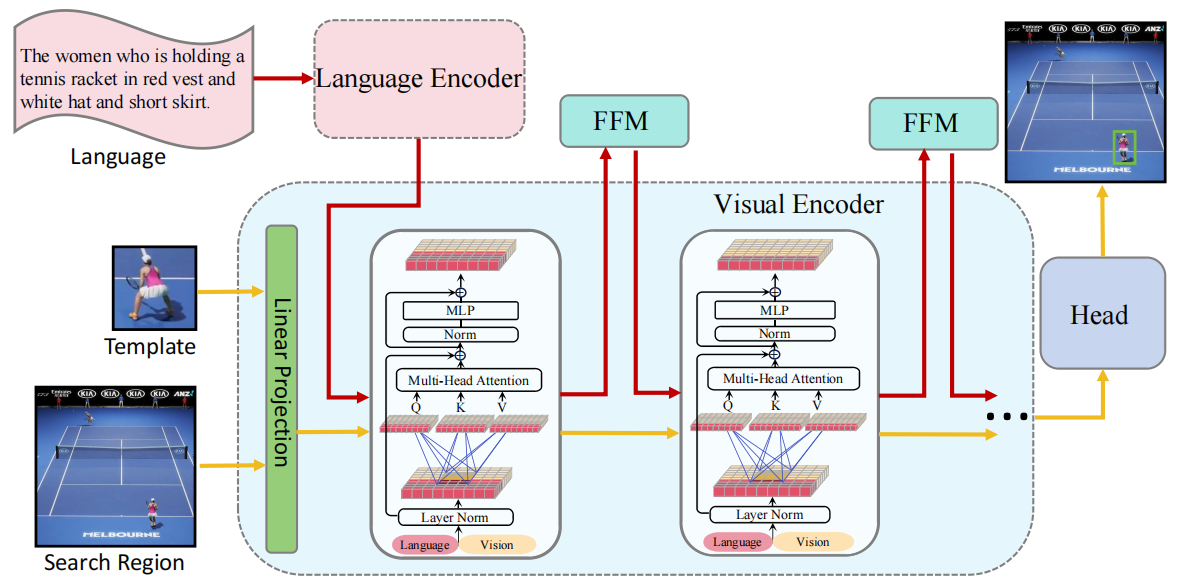 The women who is holding a
tennis racket in red vest and
white hat and short skirt.
Language
Language Encoder
FFM
FFM
KIA KIA KIA KIA ANZ
MELBOURNE
Visual Encoder
Template
Linear Projection
MLP
Norm
Multi-Head Attention
Q K V
Layer Norm
Language Vision
MLP
Norm
Multi-Head Attention
Q K V
Layer Norm
Language Vision
...
Head
Emirates KIA KIA KIA KIA ANZ
MELBOURNE
Search Region